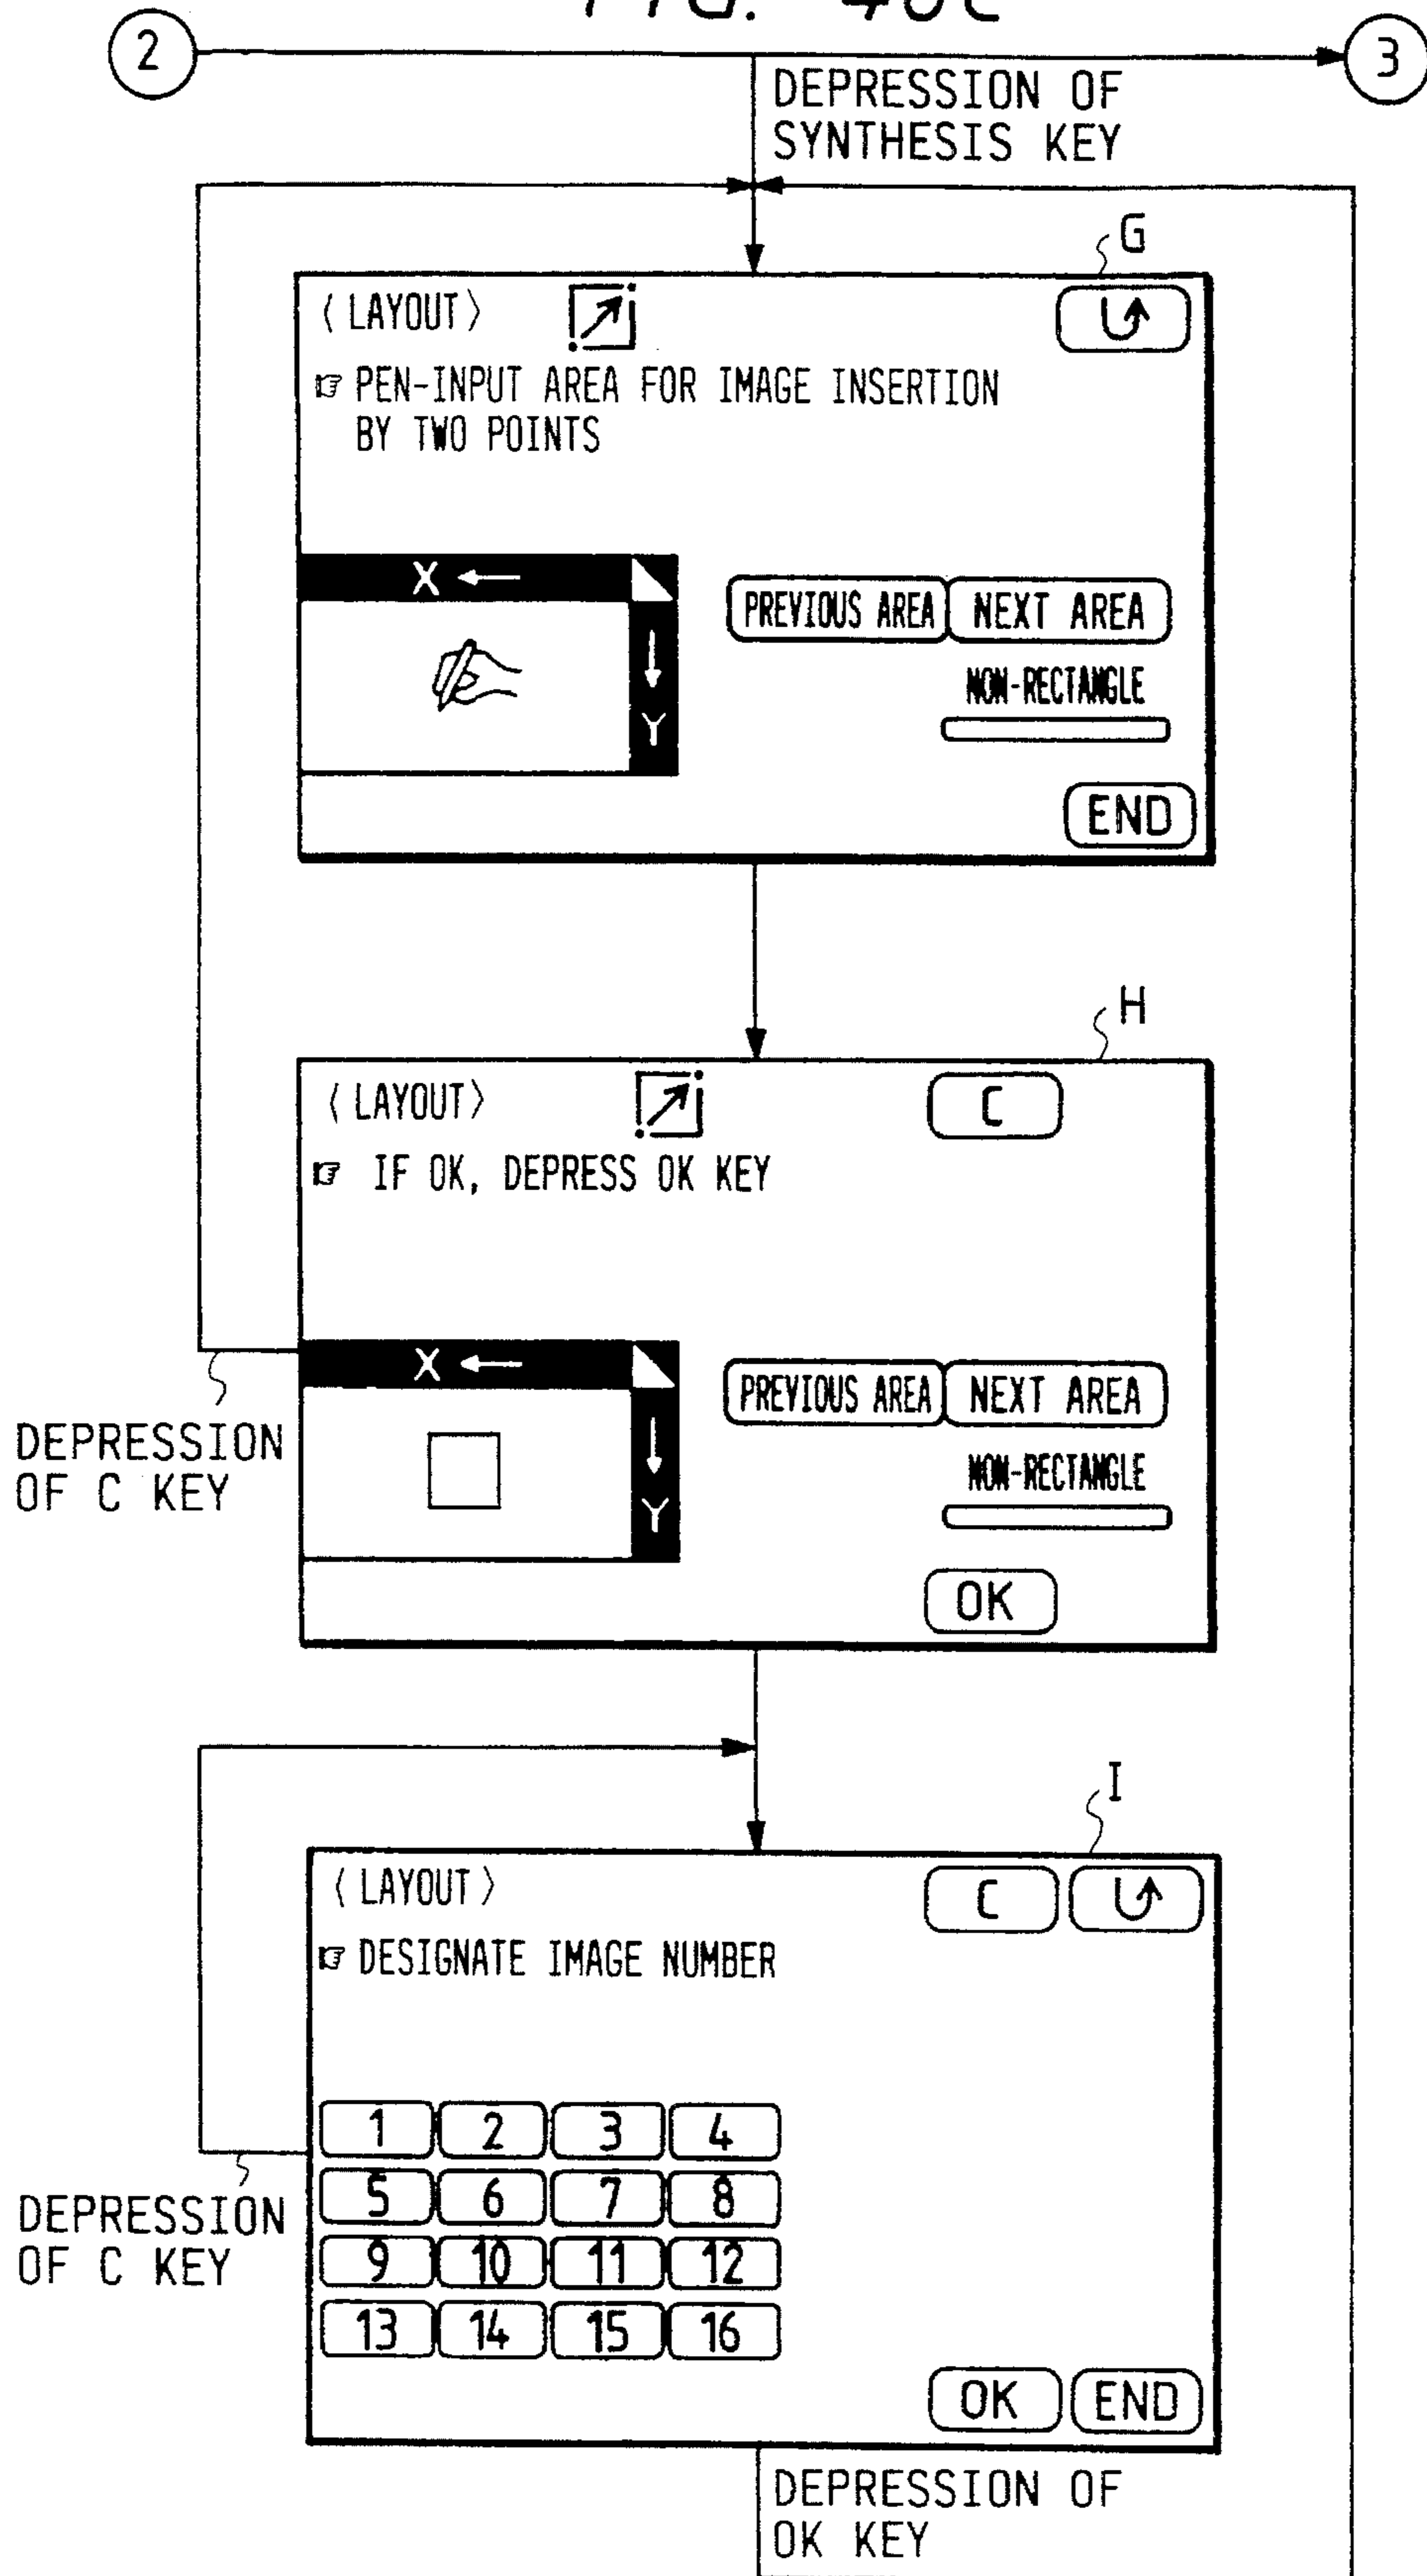 2
3
DEPRESSION OF
SYNTHESIS KEY
G
〈LAYOUT〉
☞ PEN-INPUT AREA FOR IMAGE INSERTION
BY TWO POINTS
X ←
↓
Y
PREVIOUS AREA NEXT AREA
NON-RECTANGLE
END
H
〈LAYOUT〉 C
☞ IF OK, DEPRESS OK KEY
X ←
↓
Y
PREVIOUS AREA NEXT AREA
NON-RECTANGLE
OK
DEPRESSION
OF C KEY
I
〈LAYOUT〉 C
☞ DESIGNATE IMAGE NUMBER
1 2 3 4
5 6 7 8
9 10 11 12
13 14 15 16
OK END
DEPRESSION
OF C KEY
DEPRESSION OF
OK KEY